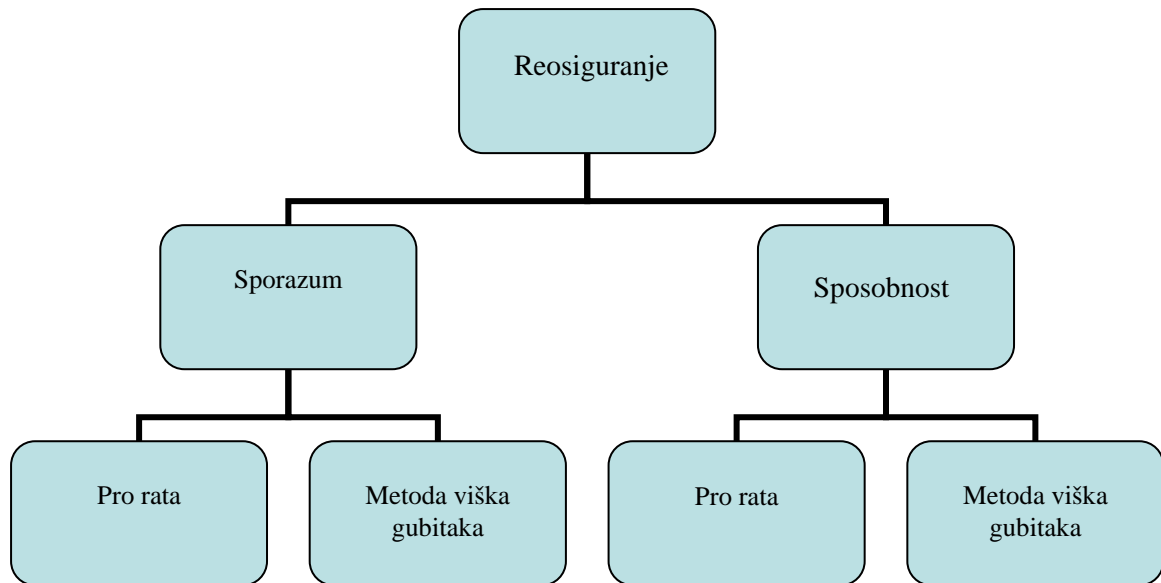 Reosiguranje
Sporazum
Sposobnost
Pro rata
Metoda viška
gubitaka
Pro rata
Metoda viška
gubitaka